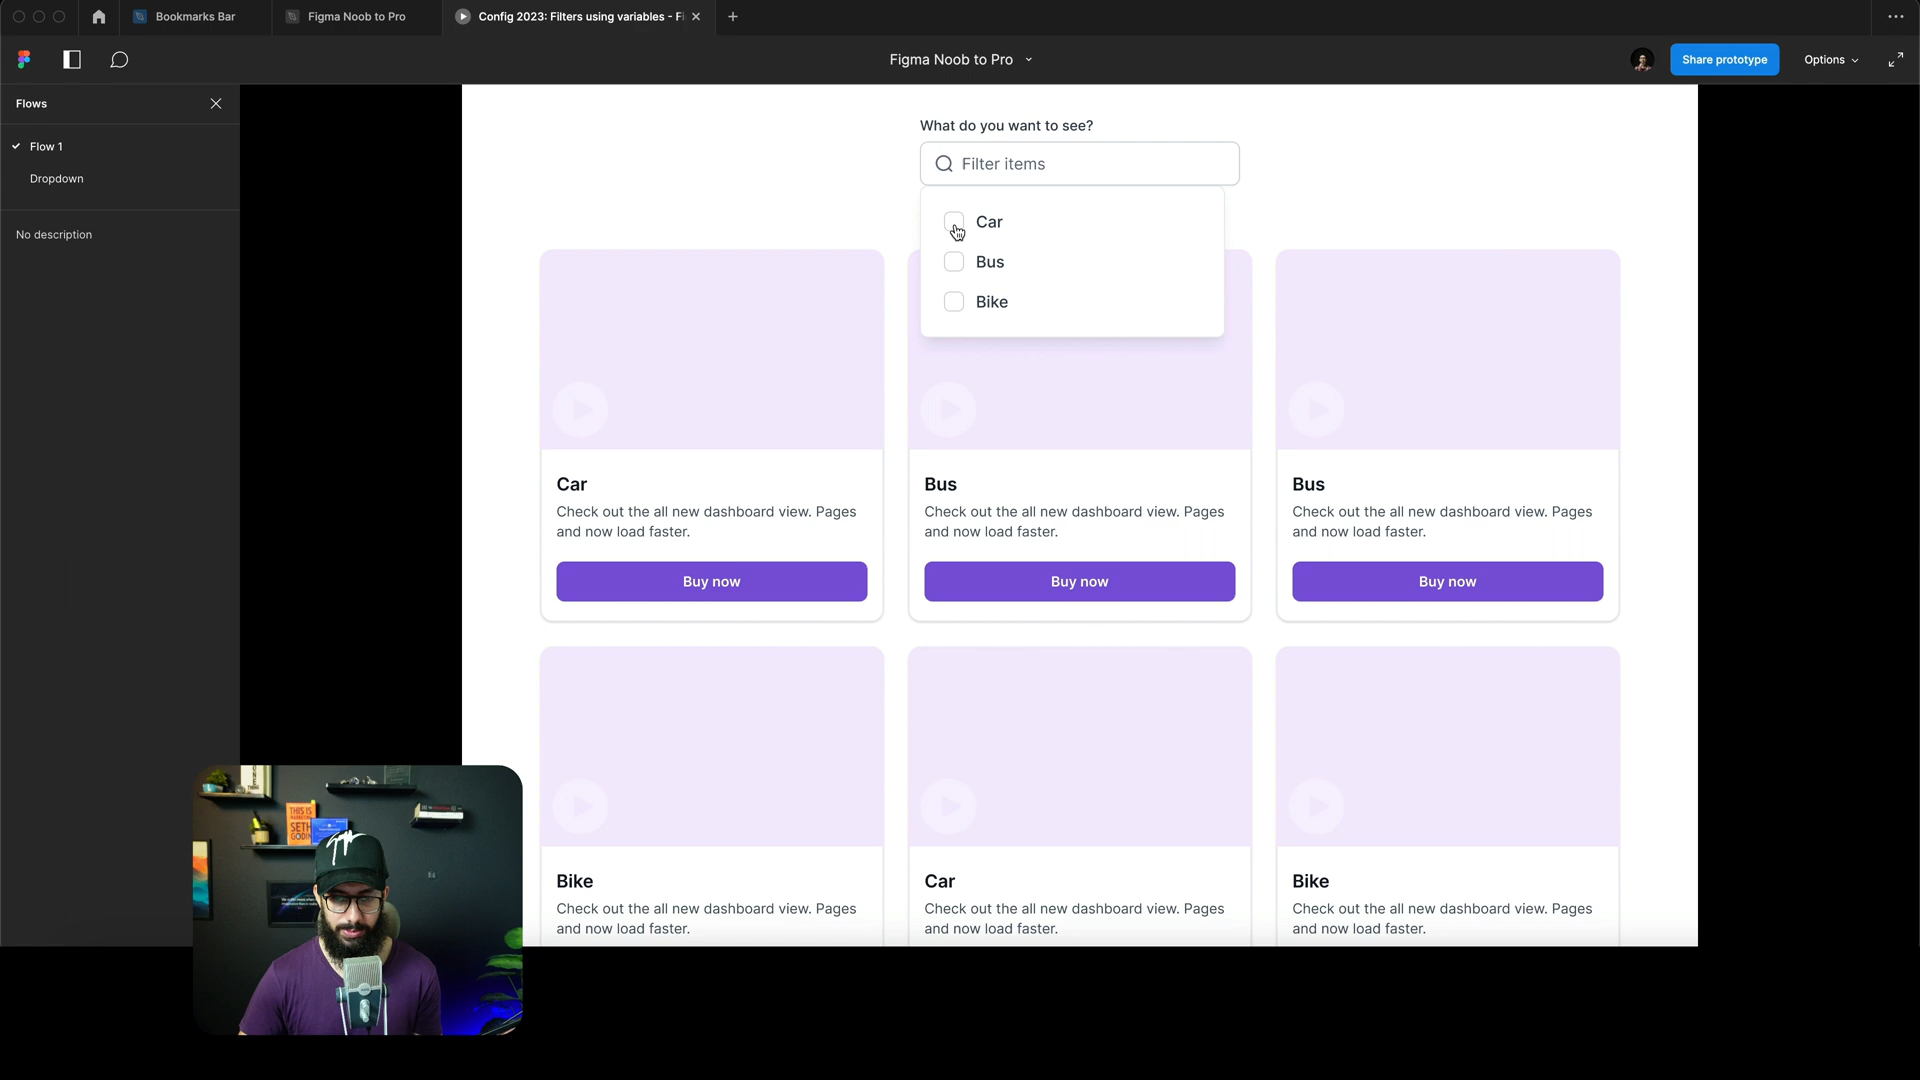 Bookmarks Bar
Figma Noob to Pro
Config 2023: Filters using variables - Fi
Figma Noob to Pro
Share prototype
Options
Flows
Flow 1
Dropdown
No description
What do you want to see?
Filter items
Car
Bus
Bike
Car
Check out the all new dashboard view. Pages
and now load faster.
Buy now
Bus
Check out the all new dashboard view. Pages
and now load faster.
Buy now
Bus
Check out the all new dashboard view. Pages
and now load faster.
Buy now
Bike
Check out the all new dashboard view. Pages
and now load faster.
Car
Check out the all new dashboard view. Pages
and now load faster.
Bike
Check out the all new dashboard view. Pages
and now load faster.
THIS IS
MARKETING
SETH
GODIN